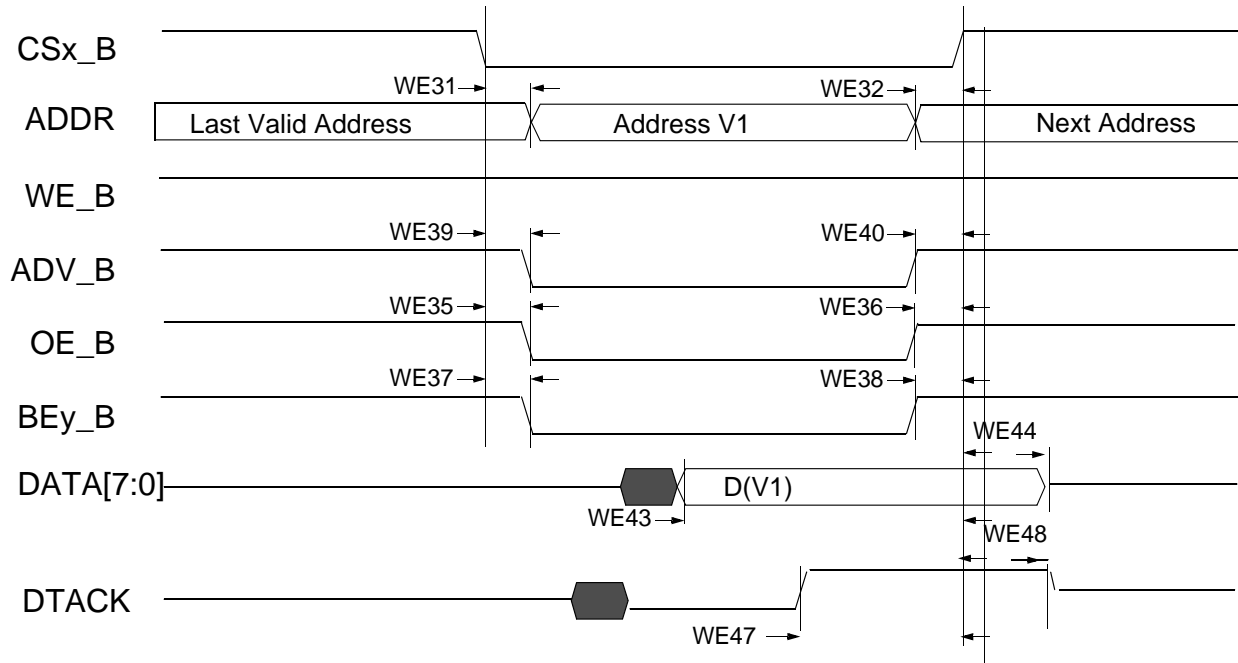 CSx_B
WE31
WE32
ADDR
Last Valid Address
Address V1
Next Address
WE_B
WE39
WE40
ADV_B
WE35
WE36
OE_B
WE37
WE38
BEy_B
WE44
DATA[7:0]
D(V1)
WE43
WE48
DTACK
WE47